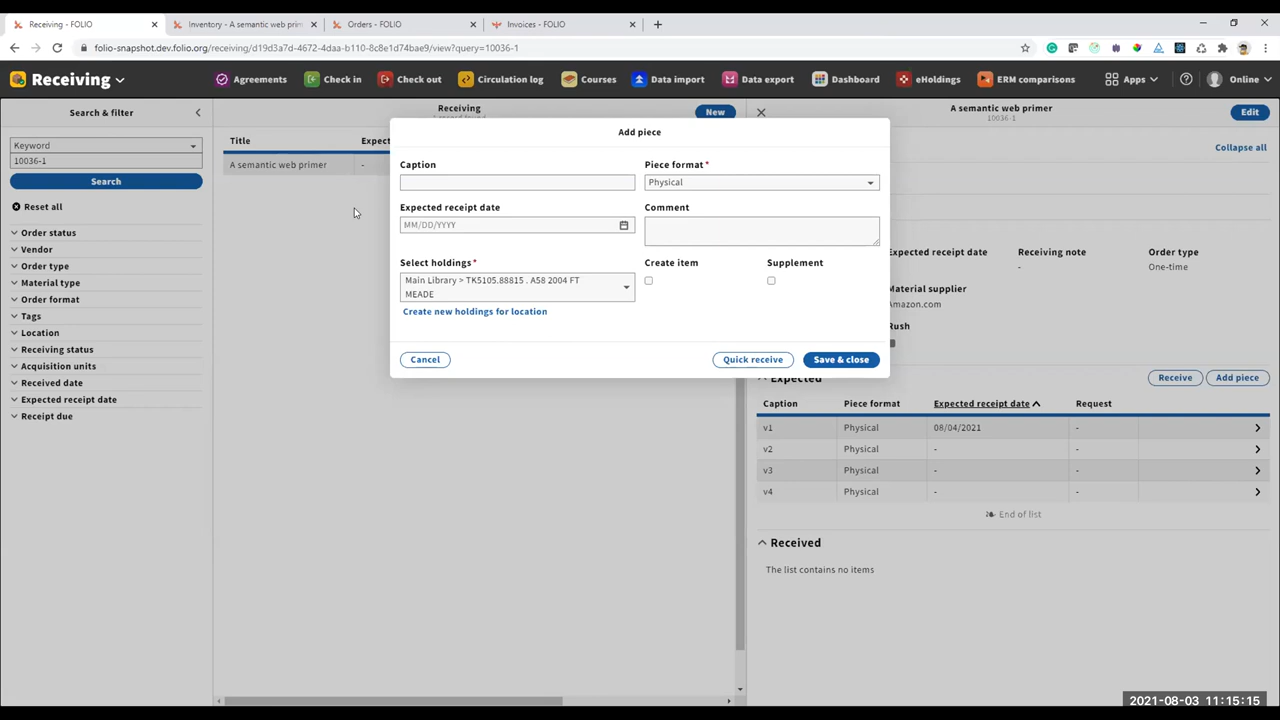 Receiving - FOLIO
Inventory - A semantic web prim
Orders - FOLIO
Invoices - FOLIO
folio-snapshot.dev.folio.org/receiving/d19d3a7d-4672-4daa-b110-8c8e1d74bae9/view?query=10036-1
Receiving
Agreements
Check in
Check out
Circulation log
Courses
Data import
Data export
Dashboard
eHoldings
ERM comparisons
Apps
Online
Search & filter
Keyword
10036-1
Search
Reset all
Order status
Vendor
Order type
Material type
Order format
Tags
Location
Receiving status
Acquisition units
Received date
Expected receipt date
Receipt due
Receiving
New
Title
A semantic web primer
-
Add piece
Caption
Piece format*
Physical
Expected receipt date
MM/DD/YYYY
Comment
Select holdings*
Main Library > TK5105.88815 . A58 2004 FT
MEADE
Create new holdings for location
Create item
Supplement
Cancel
Quick receive
Save & close
A semantic web primer
10036-1
Edit
Collapse all
Expected receipt date
Receiving note
-
Order type
One-time
Material supplier
Amazon.com
Rush
Expected
Receive
Add piece
Caption Piece format Expected receipt date Request
v1 Physical 08/04/2021 -
v2 Physical - -
v3 Physical - -
v4 Physical - -
End of list
Received
The list contains no items
2021-08-03 11:15:15